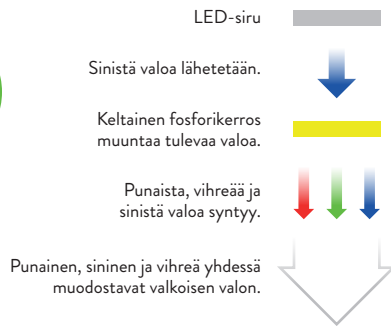 LED-siru
Sinistä valoa lähetetään.
Keltainen fosforikerros
muuntaa tulevaa valoa.
Punaista, vihreää ja
sinistä valoa syntyy.
Punainen, sininen ja vihreä yhdessä
muodostavat valkoisen valon.